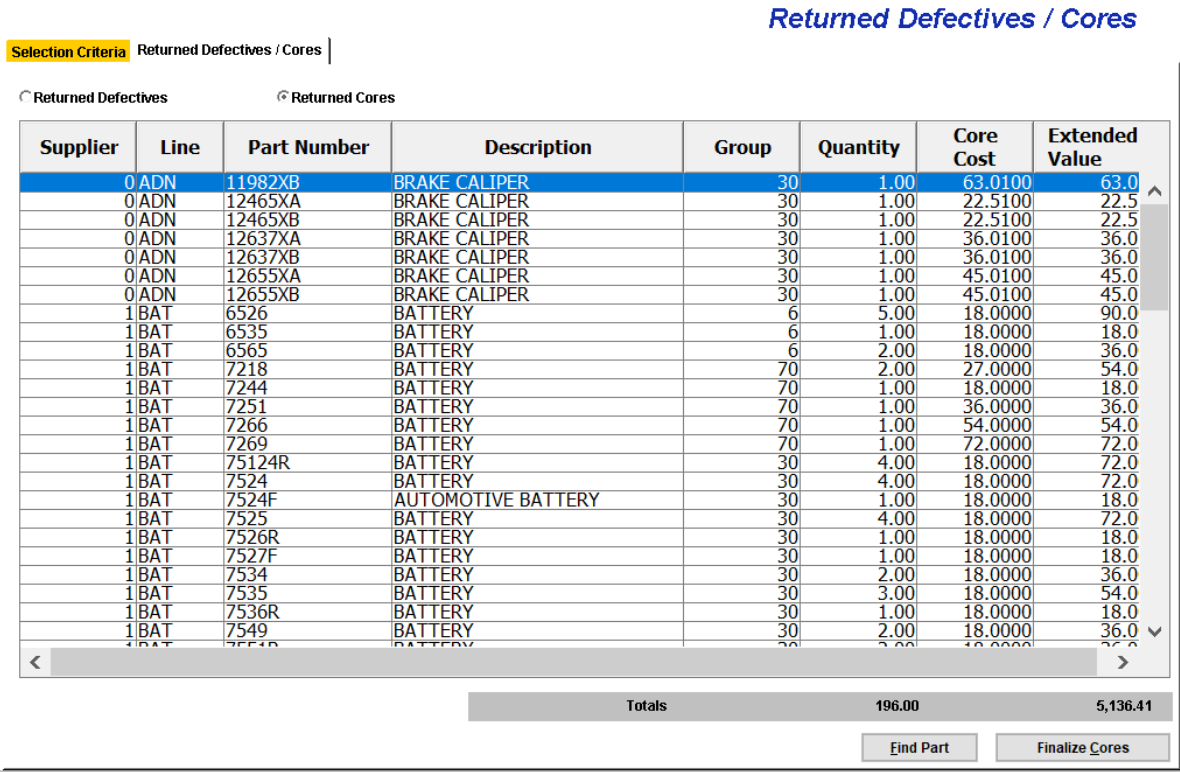 Returned Defectives / Cores
Selection Criteria Returned Defectives / Cores
Returned Defectives Returned Cores
Supplier Line Part Number Description Group Quantity Core Cost Extended Value
0 ADN 11982XB BRAKE CALIPER 30 1.00 63.0100 63.0
0 ADN 12465XA BRAKE CALIPER 30 1.00 22.5100 22.5
0 ADN 12465XB BRAKE CALIPER 30 1.00 22.5100 22.5
0 ADN 12637XA BRAKE CALIPER 30 1.00 36.0100 36.0
0 ADN 12637XB BRAKE CALIPER 30 1.00 36.0100 36.0
0 ADN 12655XA BRAKE CALIPER 30 1.00 45.0100 45.0
0 ADN 12655XB BRAKE CALIPER 30 1.00 45.0100 45.0
1 BAT 6526 BATTERY 6 5.00 18.0000 90.0
1 BAT 6535 BATTERY 6 1.00 18.0000 18.0
1 BAT 6565 BATTERY 6 2.00 18.0000 36.0
1 BAT 7218 BATTERY 70 2.00 27.0000 54.0
1 BAT 7244 BATTERY 70 1.00 18.0000 18.0
1 BAT 7251 BATTERY 70 1.00 36.0000 36.0
1 BAT 7266 BATTERY 70 1.00 54.0000 54.0
1 BAT 7269 BATTERY 70 1.00 72.0000 72.0
1 BAT 75124R BATTERY 30 4.00 18.0000 72.0
1 BAT 7524 BATTERY 30 4.00 18.0000 72.0
1 BAT 7524F AUTOMOTIVE BATTERY 30 1.00 18.0000 18.0
1 BAT 7525 BATTERY 30 4.00 18.0000 72.0
1 BAT 7526R BATTERY 30 1.00 18.0000 18.0
1 BAT 7527F BATTERY 30 1.00 18.0000 18.0
1 BAT 7534 BATTERY 30 2.00 18.0000 36.0
1 BAT 7535 BATTERY 30 3.00 18.0000 54.0
1 BAT 7536R BATTERY 30 1.00 18.0000 18.0
1 BAT 7549 BATTERY 30 2.00 18.0000 36.0
Totals 196.00 5,136.41
Find Part Finalize Cores